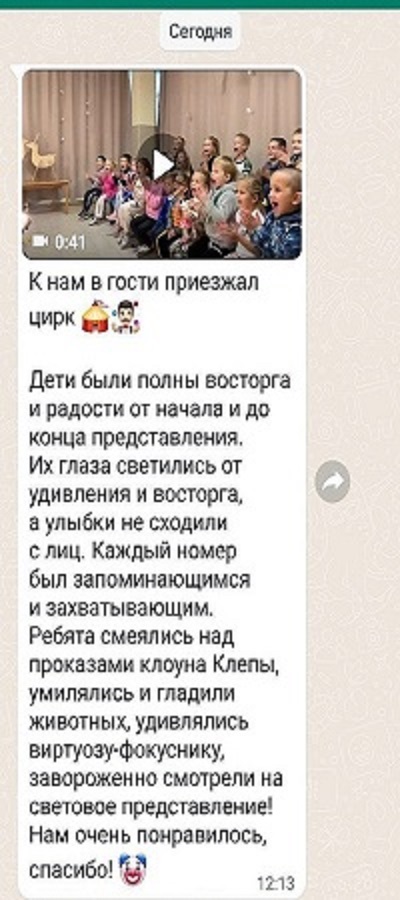 Сегодня
0:41
К нам в гости приезжал
цирк 🎪🤹🏻‍♂️
Дети были полны восторга
и радости от начала и до
конца представления.
Их глаза светились от
удивления и восторга,
а улыбки не сходили
с лиц. Каждый номер
был запоминающимся
и захватывающим.
Ребята смеялись над
проказами клоуна Клепы,
умилялись и гладили
животных, удивлялись
виртуозу-фокуснику,
завороженно смотрели на
световое представление!
Нам очень понравилось,
спасибо! 🤡
12:13